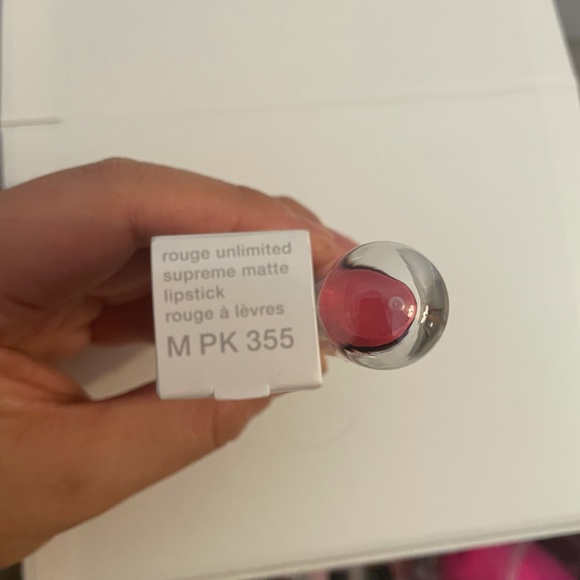 rouge unlimited
supreme matte
lipstick
rouge à lèvres
M PK 355